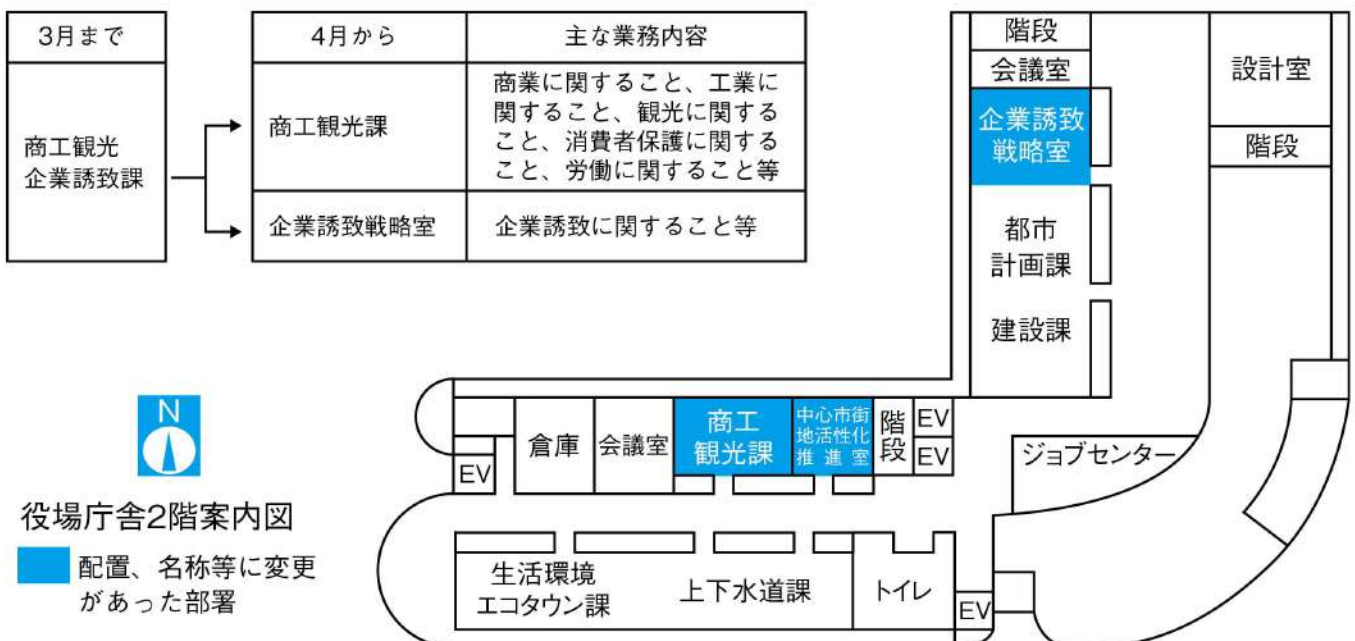 3月まで
商工観光
企業誘致課
4月から
主な業務内容
商工観光課
商業に関すること、工業に
関すること、観光に関する
こと、消費者保護に関する
こと、労働に関すること等
企業誘致戦略室
企業誘致に関すること等
階段
会議室
企業誘致
戦略室
都市
計画課
建設課
設計室
階段
N
役場庁舎2階案内図
配置、名称等に変更
があった部署
EV
倉庫
会議室
商工
観光課
中心市街
地活性化
推進室
階段
EV
EV
ジョブセンター
生活環境
エコタウン課
上下水道課
トイレ
EV